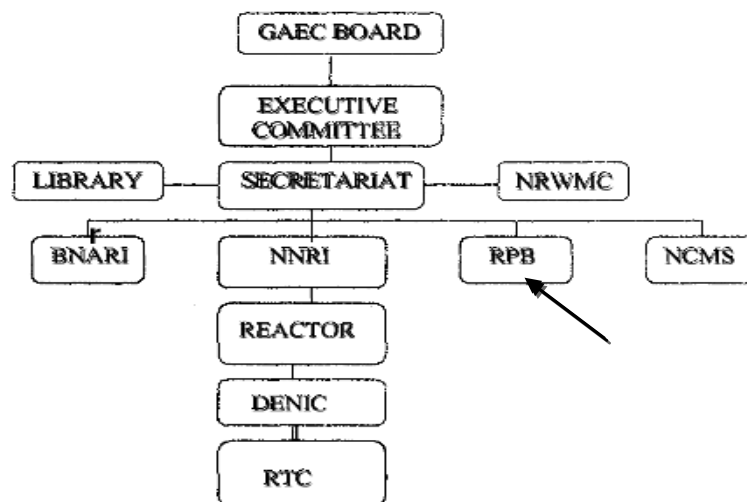 GAEC BOARD
EXECUTIVE
COMMITTEE
LIBRARY
SECRETARIAT
NRWMC
BNARI
NNRI
RPB
NCMS
REACTOR
DENIC
RTC